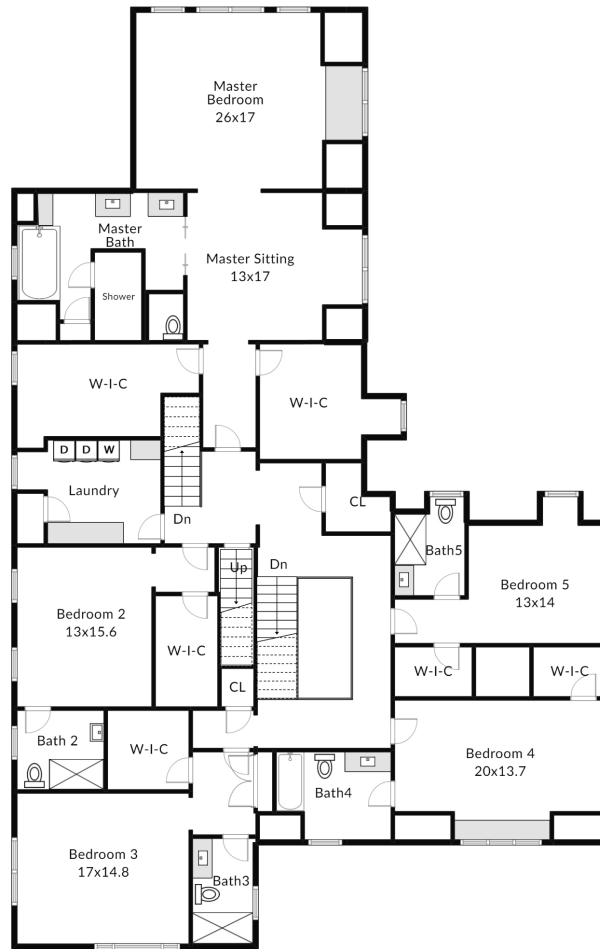 Master
Bedroom
26x17
Master
Bath
Master Sitting
13x17
Shower
W-I-C
W-I-C
D D W
Laundry
CL
Dn
Bath5
Up
Dn
Bedroom 5
13x14
Bedroom 2
13x15.6
W-I-C
W-I-C
W-I-C
CL
Bath 2
W-I-C
Bedroom 4
20x13.7
Bath4
Bedroom 3
17x14.8
Bath3